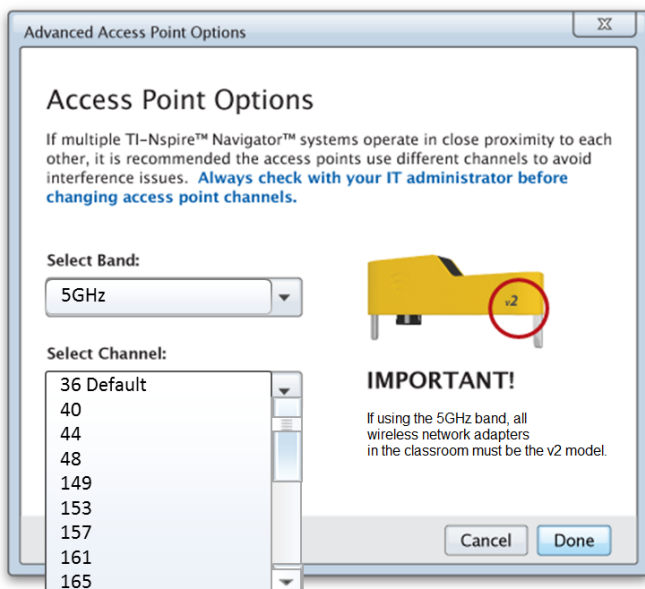 Advanced Access Point Options
Access Point Options
If multiple TI-Nspire™ Navigator™ systems operate in close proximity to each
other, it is recommended the access points use different channels to avoid
interference issues. Always check with your IT administrator before
changing access point channels.
Select Band:
5GHz
v2
Select Channel:
36 Default
40
44
48
149
153
157
161
165
IMPORTANT!
If using the 5GHz band, all
wireless network adapters
in the classroom must be the v2 model.
Cancel
Done